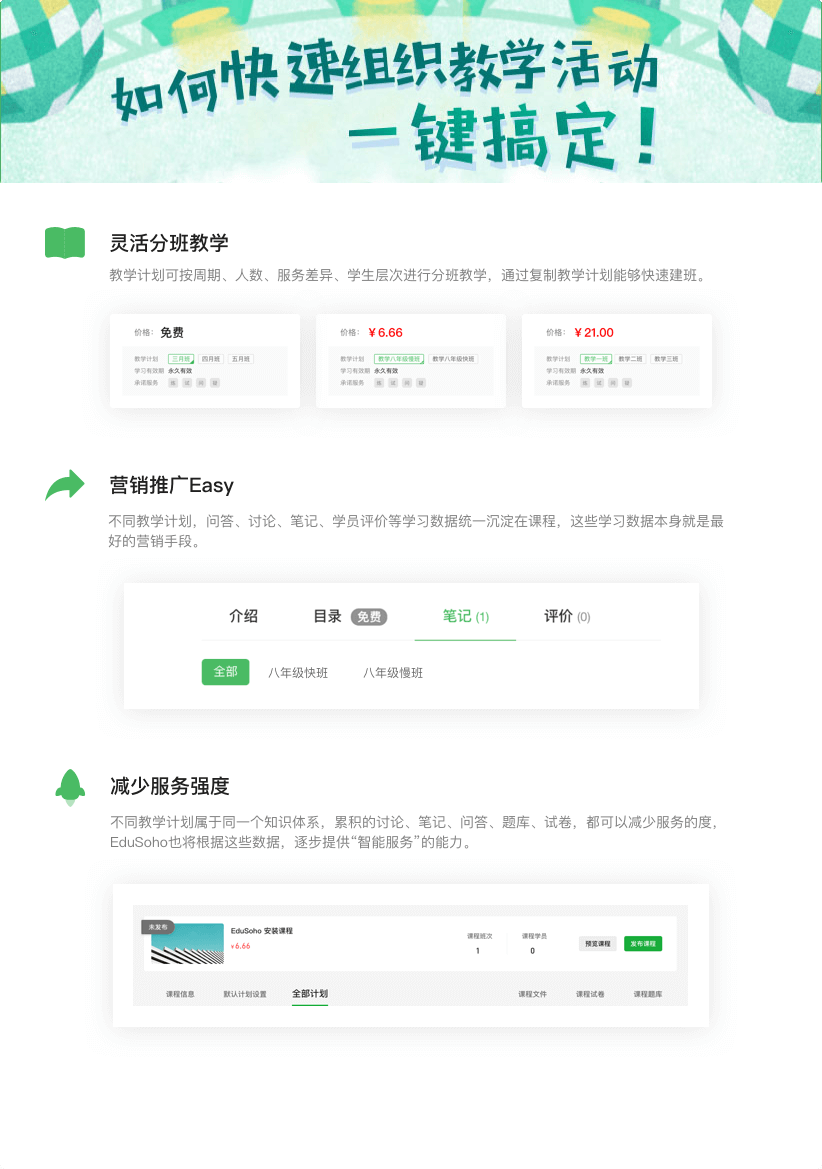 如何快速组织教学活动
一键搞定！
灵活分班教学
教学计划可按周期、人数、服务差异、学生层次进行分班教学，通过复制教学计划能够快速建班。
价格： 免费
教学计划 三月班 四月班 五月班
学习有效期 永久有效
承诺服务 练 试 问 疑
价格： ￥6.66
教学计划 教学八年级慢班 教学八年级快班
学习有效期 永久有效
承诺服务 练 试 问 疑
价格： ￥21.00
教学计划 教学一班 教学二班 教学三班
学习有效期 永久有效
承诺服务 练 试 问 疑
营销推广Easy
不同教学计划，问答、讨论、笔记、学员评价等学习数据统一沉淀在课程，这些学习数据本身就是最
好的营销手段。
介绍 目录 免费 笔记 (1) 评价 (0)
全部 八年级快班 八年级慢班
减少服务强度
不同教学计划属于同一个知识体系，累积的讨论、笔记、问答、题库、试卷，都可以减少服务的度，
EduSoho也将根据这些数据，逐步提供“智能服务”的能力。
未发布
EduSoho 安装课程
¥6.66
课程班次 课程学员
1 0
预览课程 发布课程
课程信息 默认计划设置 全部计划 课程文件 课程试卷 课程题库